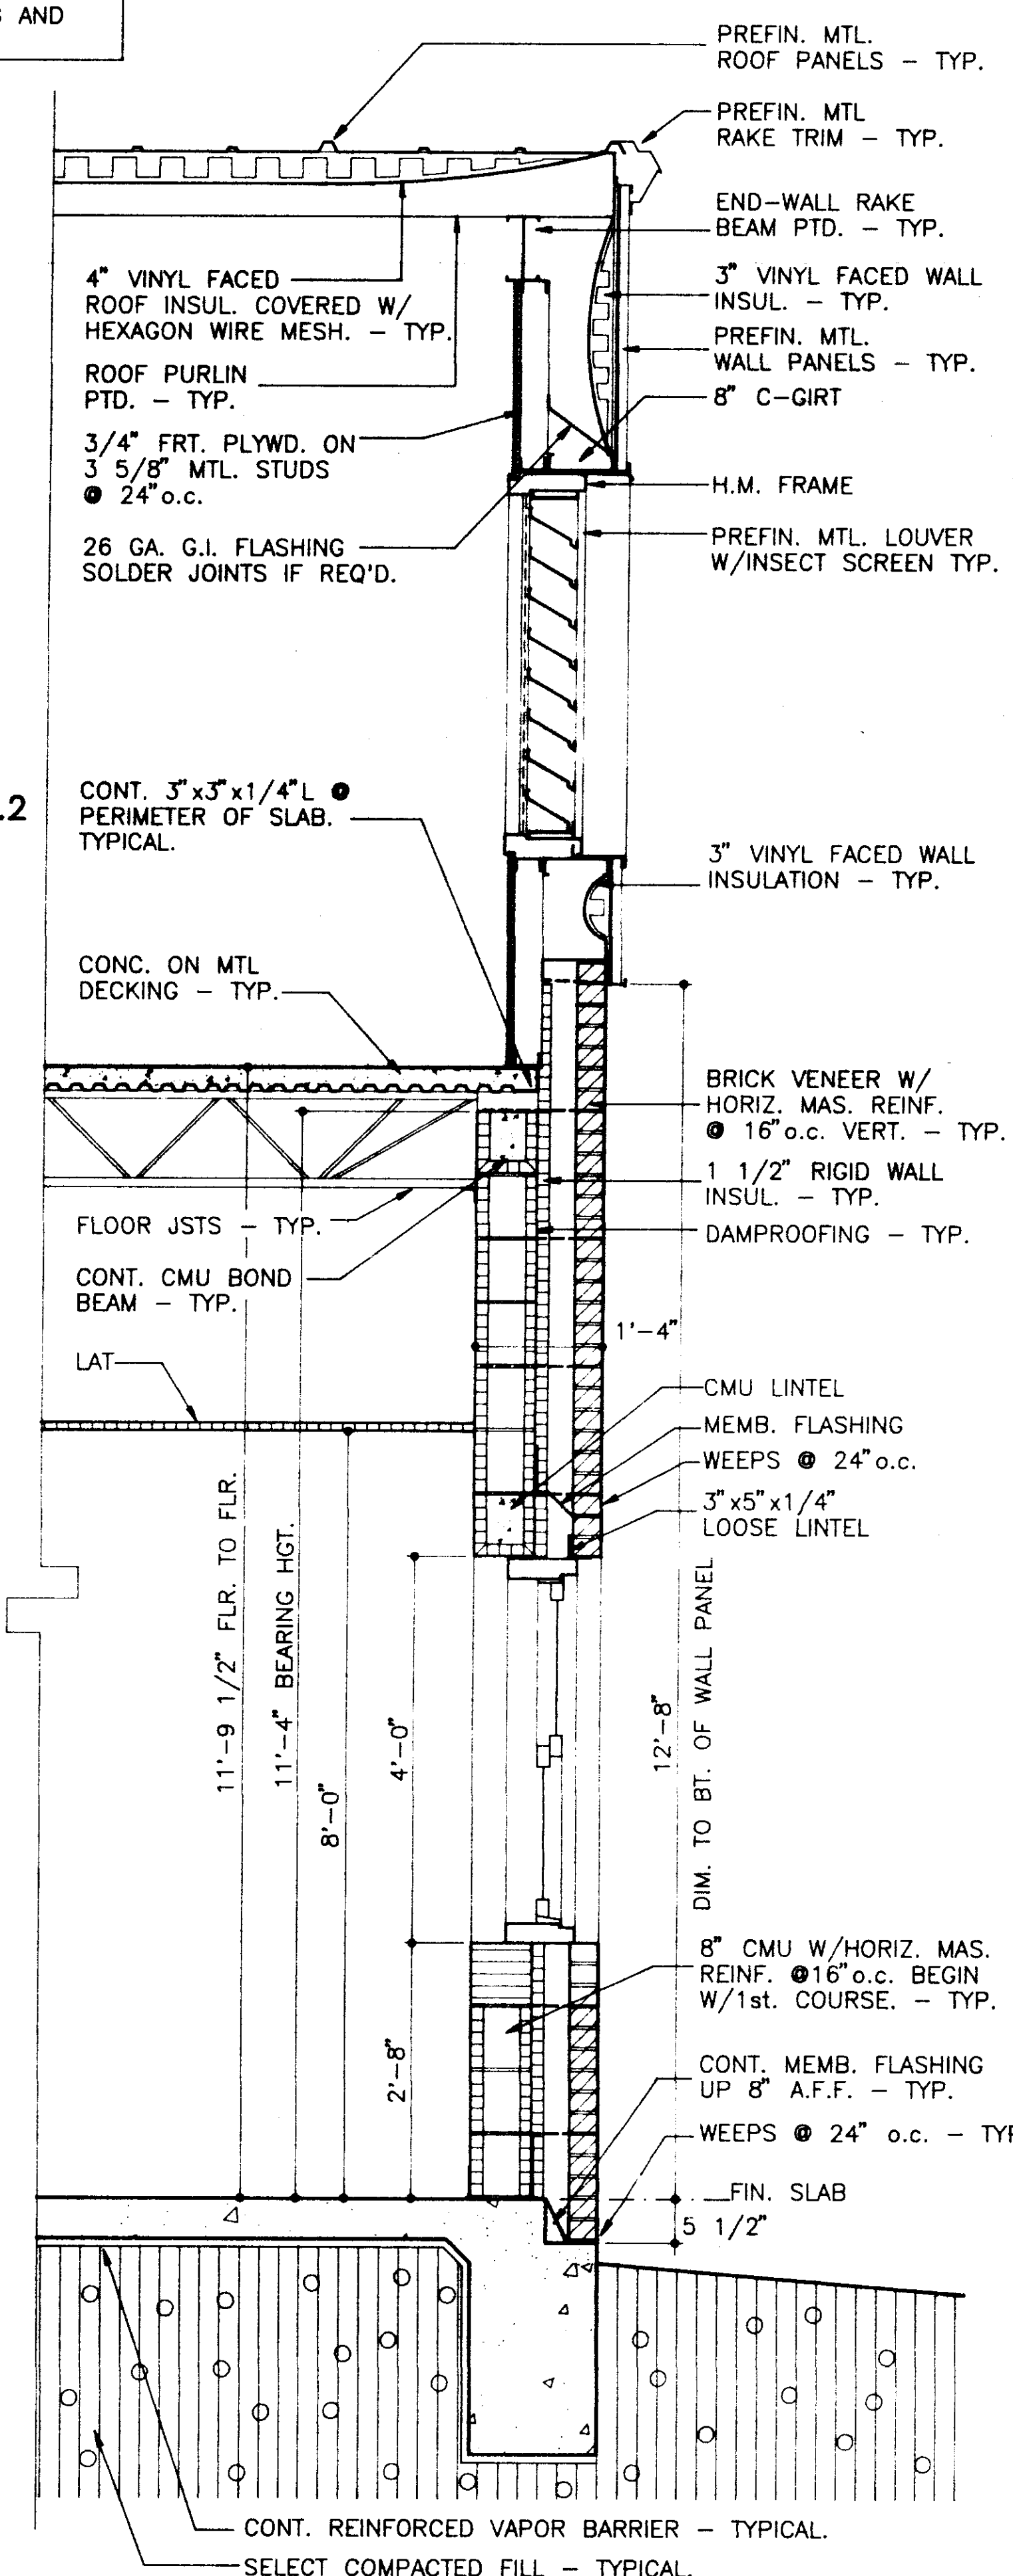 S AND
PREFIN. MTL.
ROOF PANELS - TYP.
PREFIN. MTL
RAKE TRIM - TYP.
END-WALL RAKE
BEAM PTD. - TYP.
4" VINYL FACED
ROOF INSUL. COVERED W/
HEXAGON WIRE MESH. - TYP.
3" VINYL FACED WALL
INSUL. - TYP.
PREFIN. MTL.
WALL PANELS - TYP.
ROOF PURLIN
PTD. - TYP.
8" C-GIRT
3/4" FRT. PLYWD. ON
3 5/8" MTL. STUDS
@ 24"o.c.
H.M. FRAME
26 GA. G.I. FLASHING
SOLDER JOINTS IF REQ'D.
PREFIN. MTL. LOUVER
W/INSECT SCREEN TYP.
.2
CONT. 3"x3"x1/4"L @
PERIMETER OF SLAB.
TYPICAL.
3" VINYL FACED WALL
INSULATION - TYP.
CONC. ON MTL
DECKING - TYP.
BRICK VENEER W/
HORIZ. MAS. REINF.
@ 16"o.c. VERT. - TYP.
1 1/2" RIGID WALL
INSUL. - TYP.
FLOOR JSTS - TYP.
DAMPROOFING - TYP.
CONT. CMU BOND
BEAM - TYP.
1'-4"
LAT
CMU LINTEL
MEMB. FLASHING
WEEPS @ 24"o.c.
3"x5"x1/4"
LOOSE LINTEL
11'-9 1/2" FLR. TO FLR.
11'-4" BEARING HGT.
8'-0"
4'-0"
12'-8"
DIM. TO BT. OF WALL PANEL
8" CMU W/HORIZ. MAS.
REINF. @16"o.c. BEGIN
W/1st. COURSE. - TYP.
2'-8"
CONT. MEMB. FLASHING
UP 8" A.F.F. - TYP.
WEEPS @ 24" o.c. - TYP
FIN. SLAB
5 1/2"
CONT. REINFORCED VAPOR BARRIER - TYPICAL.
SELECT COMPACTED FILL - TYPICAL.